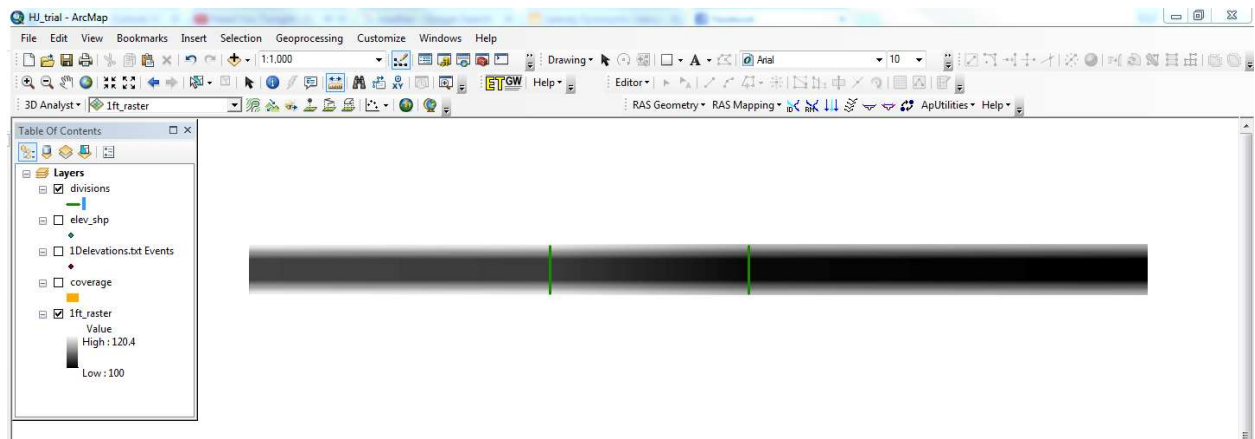 HJ_trial - ArcMap
File Edit View Bookmarks Insert Selection Geoprocessing Customize Windows Help
1:1,000 Drawing A Arial 10
ET GW Help Editor
3D Analyst 1ft_raster RAS Geometry RAS Mapping ApUtilities Help
Table Of Contents
Layers
divisions
elev_shp
1Delevations.txt Events
coverage
1ft_raster
Value
High : 120.4
Low : 100